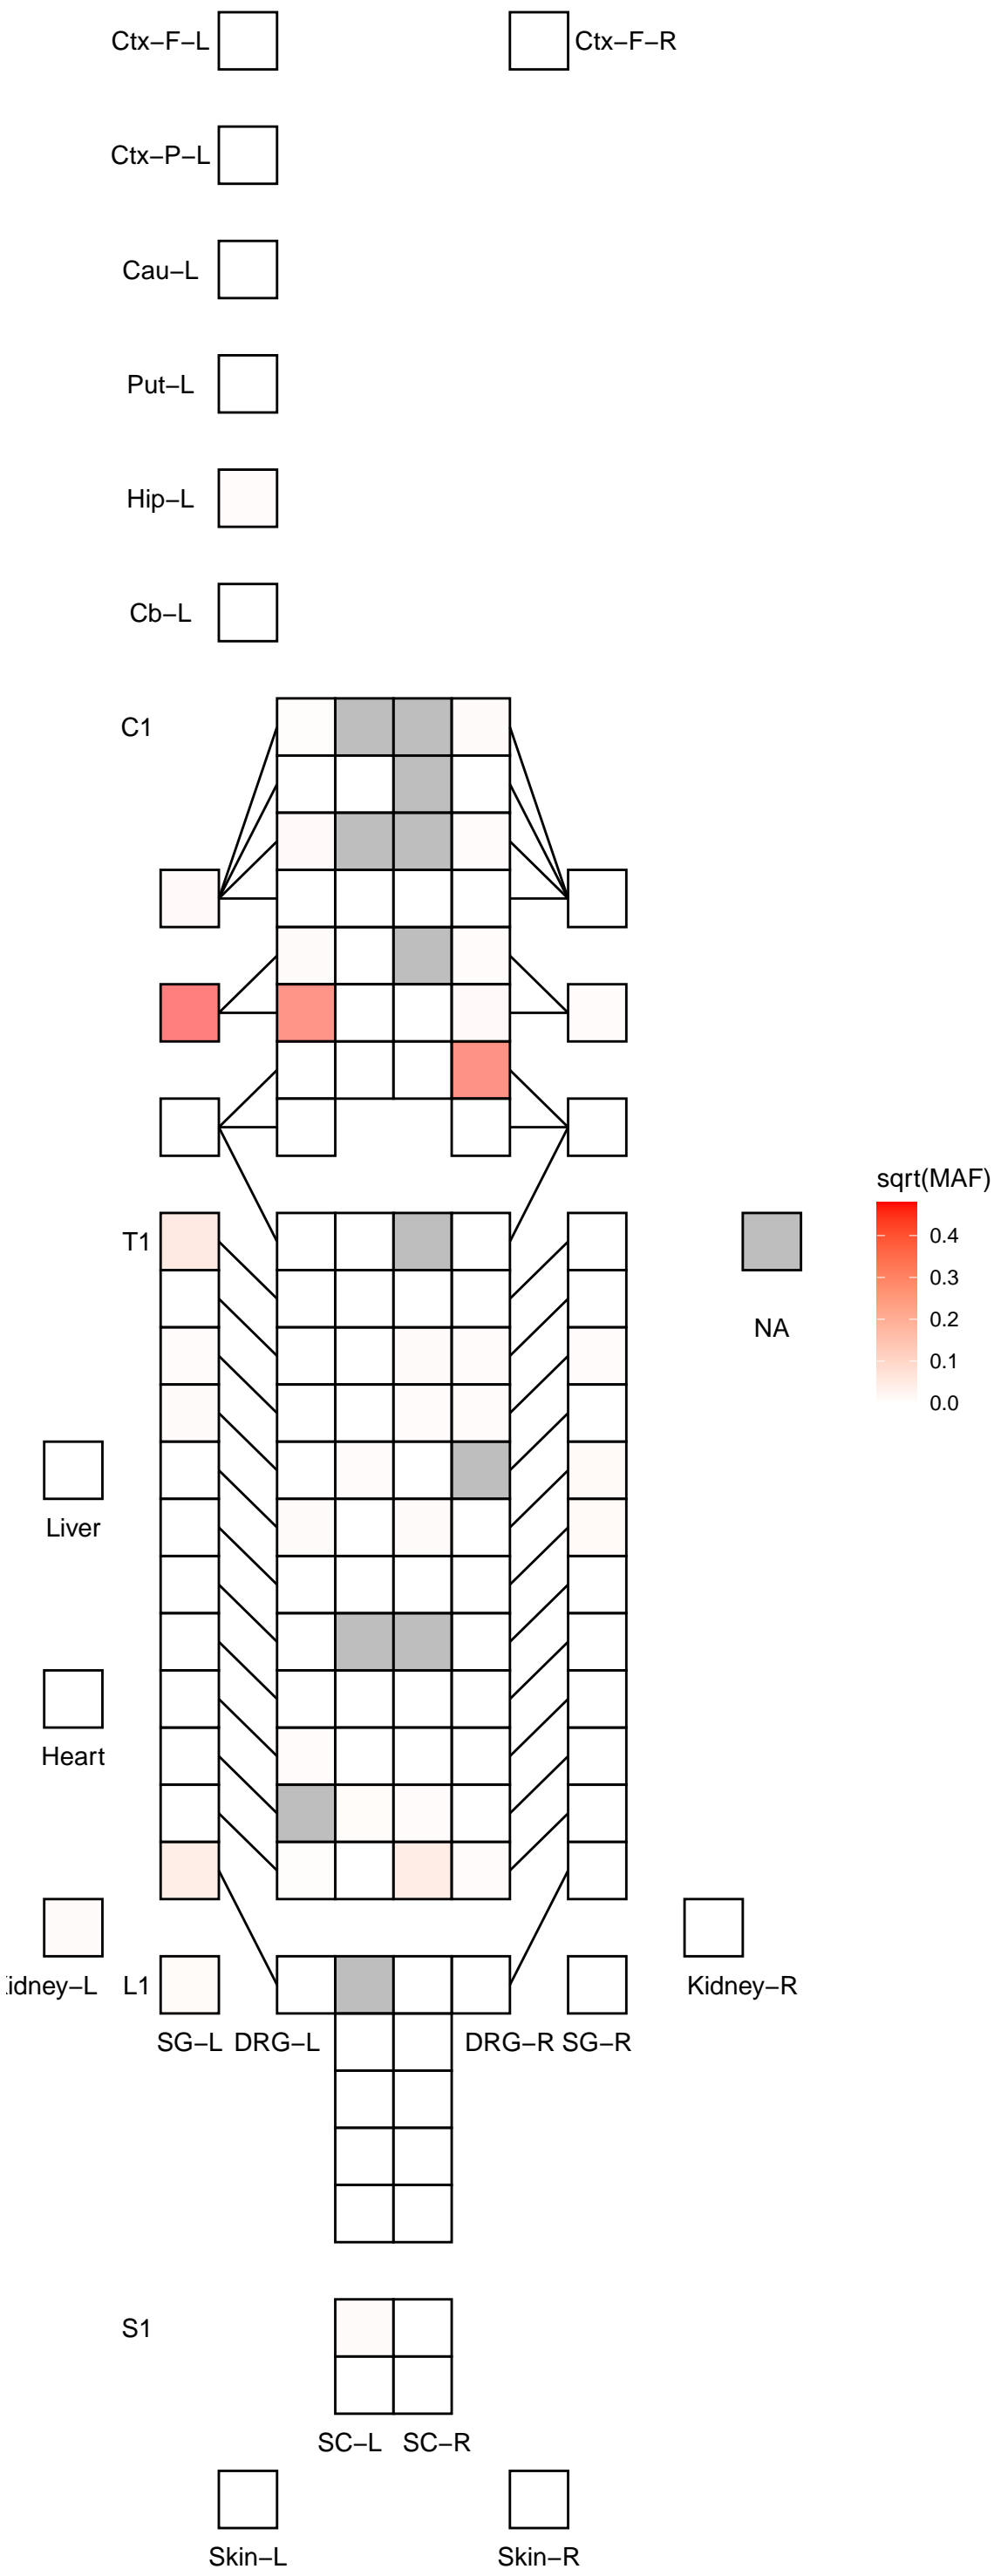 Ctx−F−L
Ctx−F−R
Ctx−P−L
Cau−L
Put−L
Hip−L
Cb−L
C1
sqrt(MAF)
T1
0.4
0.3
NA
0.2
0.1
0.0
Liver
Heart
idney−L
L1
Kidney−R
SG−L
DRG−L
DRG−R
SG−R
S1
SC−L
SC−R
Skin−L
Skin−R